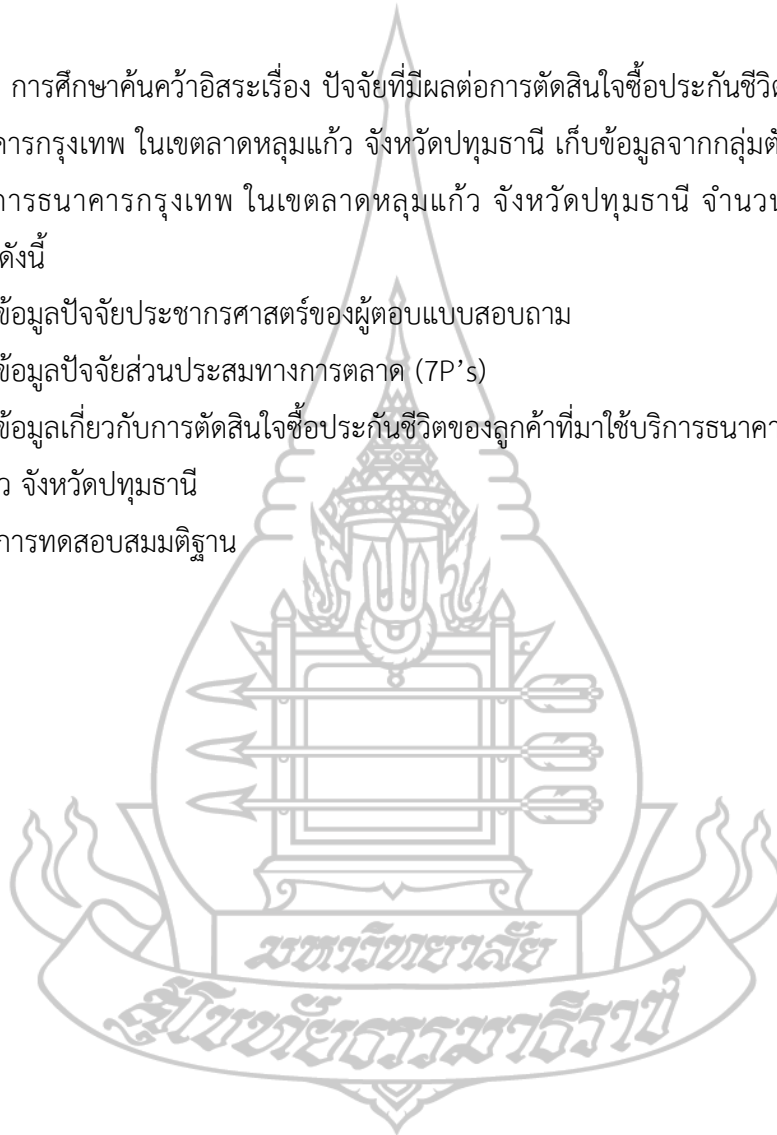 การศึกษาค้นคว้าอิสระเรื่อง ปัจจัยที่มีผลต่อการตัดสินใจซื้อประกันชีวิต
คารกรุงเทพ ในเขตลาดหลุมแก้ว จังหวัดปทุมธานี เก็บข้อมูลจากกลุ่มตั
การธนาคารกรุงเทพ ในเขตลาดหลุมแก้ว จังหวัดปทุมธานี จำนวน
ดังนี้
ข้อมูลปัจจัยประชากรศาสตร์ของผู้ตอบแบบสอบถาม
ข้อมูลปัจจัยส่วนประสมทางการตลาด (7P's)
ข้อมูลเกี่ยวกับการตัดสินใจซื้อประกันชีวิตของลูกค้าที่มาใช้บริการธนาคา
ว จังหวัดปทุมธานี
การทดสอบสมมติฐาน
มหาวิทยาลัย
สุโขทัยธรรมาธิราช